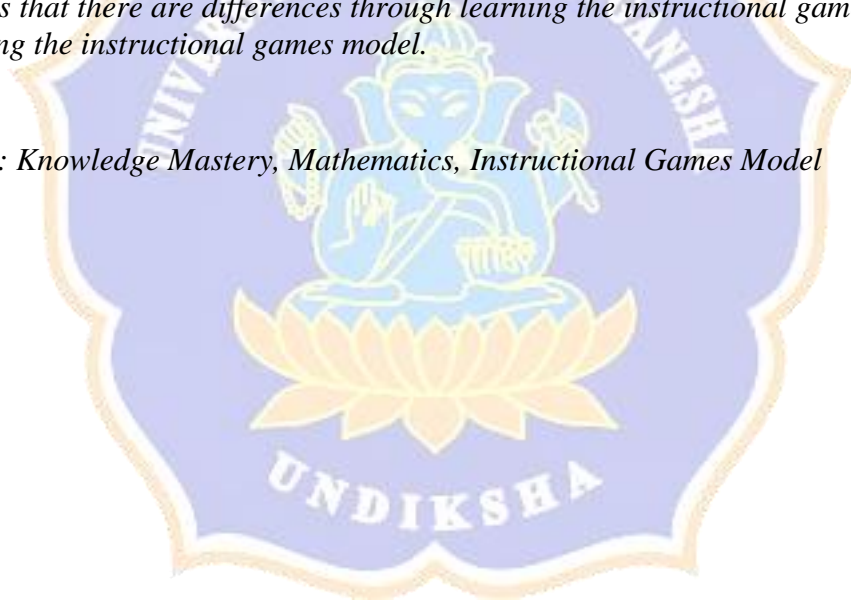 s that there are differences through learning the instructional gam
ng the instructional games model.
: Knowledge Mastery, Mathematics, Instructional Games Model
UNDIKSHA